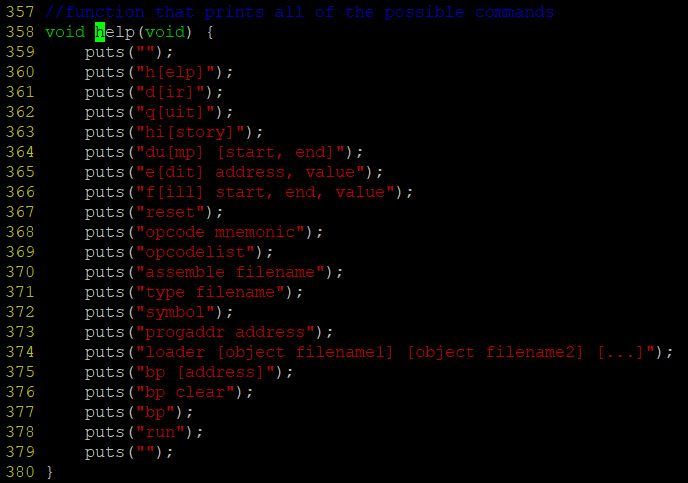 357 //function that prints all of the possible commands
358 void help(void) {
359     puts("");
360     puts("h[elp]");
361     puts("d[ir]");
362     puts("q[uit]");
363     puts("hi[story]");
364     puts("du[mp] [start, end]");
365     puts("e[dit] address, value");
366     puts("f[ill] start, end, value");
367     puts("reset");
368     puts("opcode mnemonic");
369     puts("opcodelist");
370     puts("assemble filename");
371     puts("type filename");
372     puts("symbol");
373     puts("progaddr address");
374     puts("loader [object filename1] [object filename2] [...]");
375     puts("bp [address]");
376     puts("bp clear");
377     puts("bp");
378     puts("run");
379     puts("");
380 }